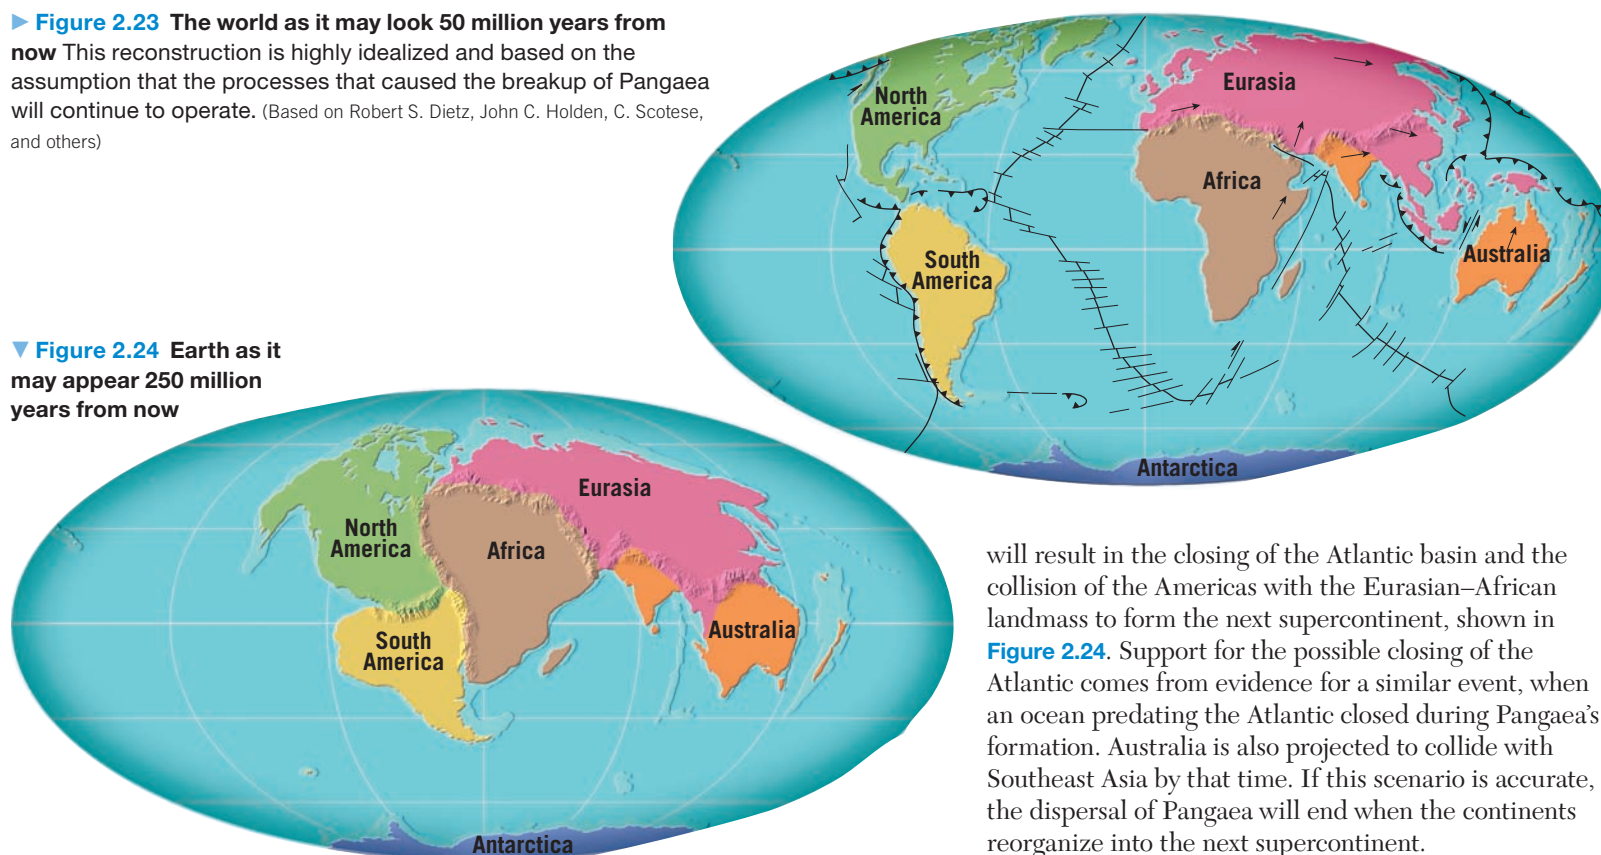 ► Figure 2.23 The world as it may look 50 million years from
now This reconstruction is highly idealized and based on the
assumption that the processes that caused the breakup of Pangaea
will continue to operate. (Based on Robert S. Dietz, John C. Holden, C. Scotese,
and others)
North
America
Eurasia
Africa
South
America
Australia
Antarctica
▼ Figure 2.24 Earth as it
may appear 250 million
years from now
Eurasia
North
America
Africa
South
America
Australia
Antarctica
will result in the closing of the Atlantic basin and the
collision of the Americas with the Eurasian–African
landmass to form the next supercontinent, shown in
Figure 2.24. Support for the possible closing of the
Atlantic comes from evidence for a similar event, when
an ocean predating the Atlantic closed during Pangaea’s
formation. Australia is also projected to collide with
Southeast Asia by that time. If this scenario is accurate,
the dispersal of Pangaea will end when the continents
reorganize into the next supercontinent.